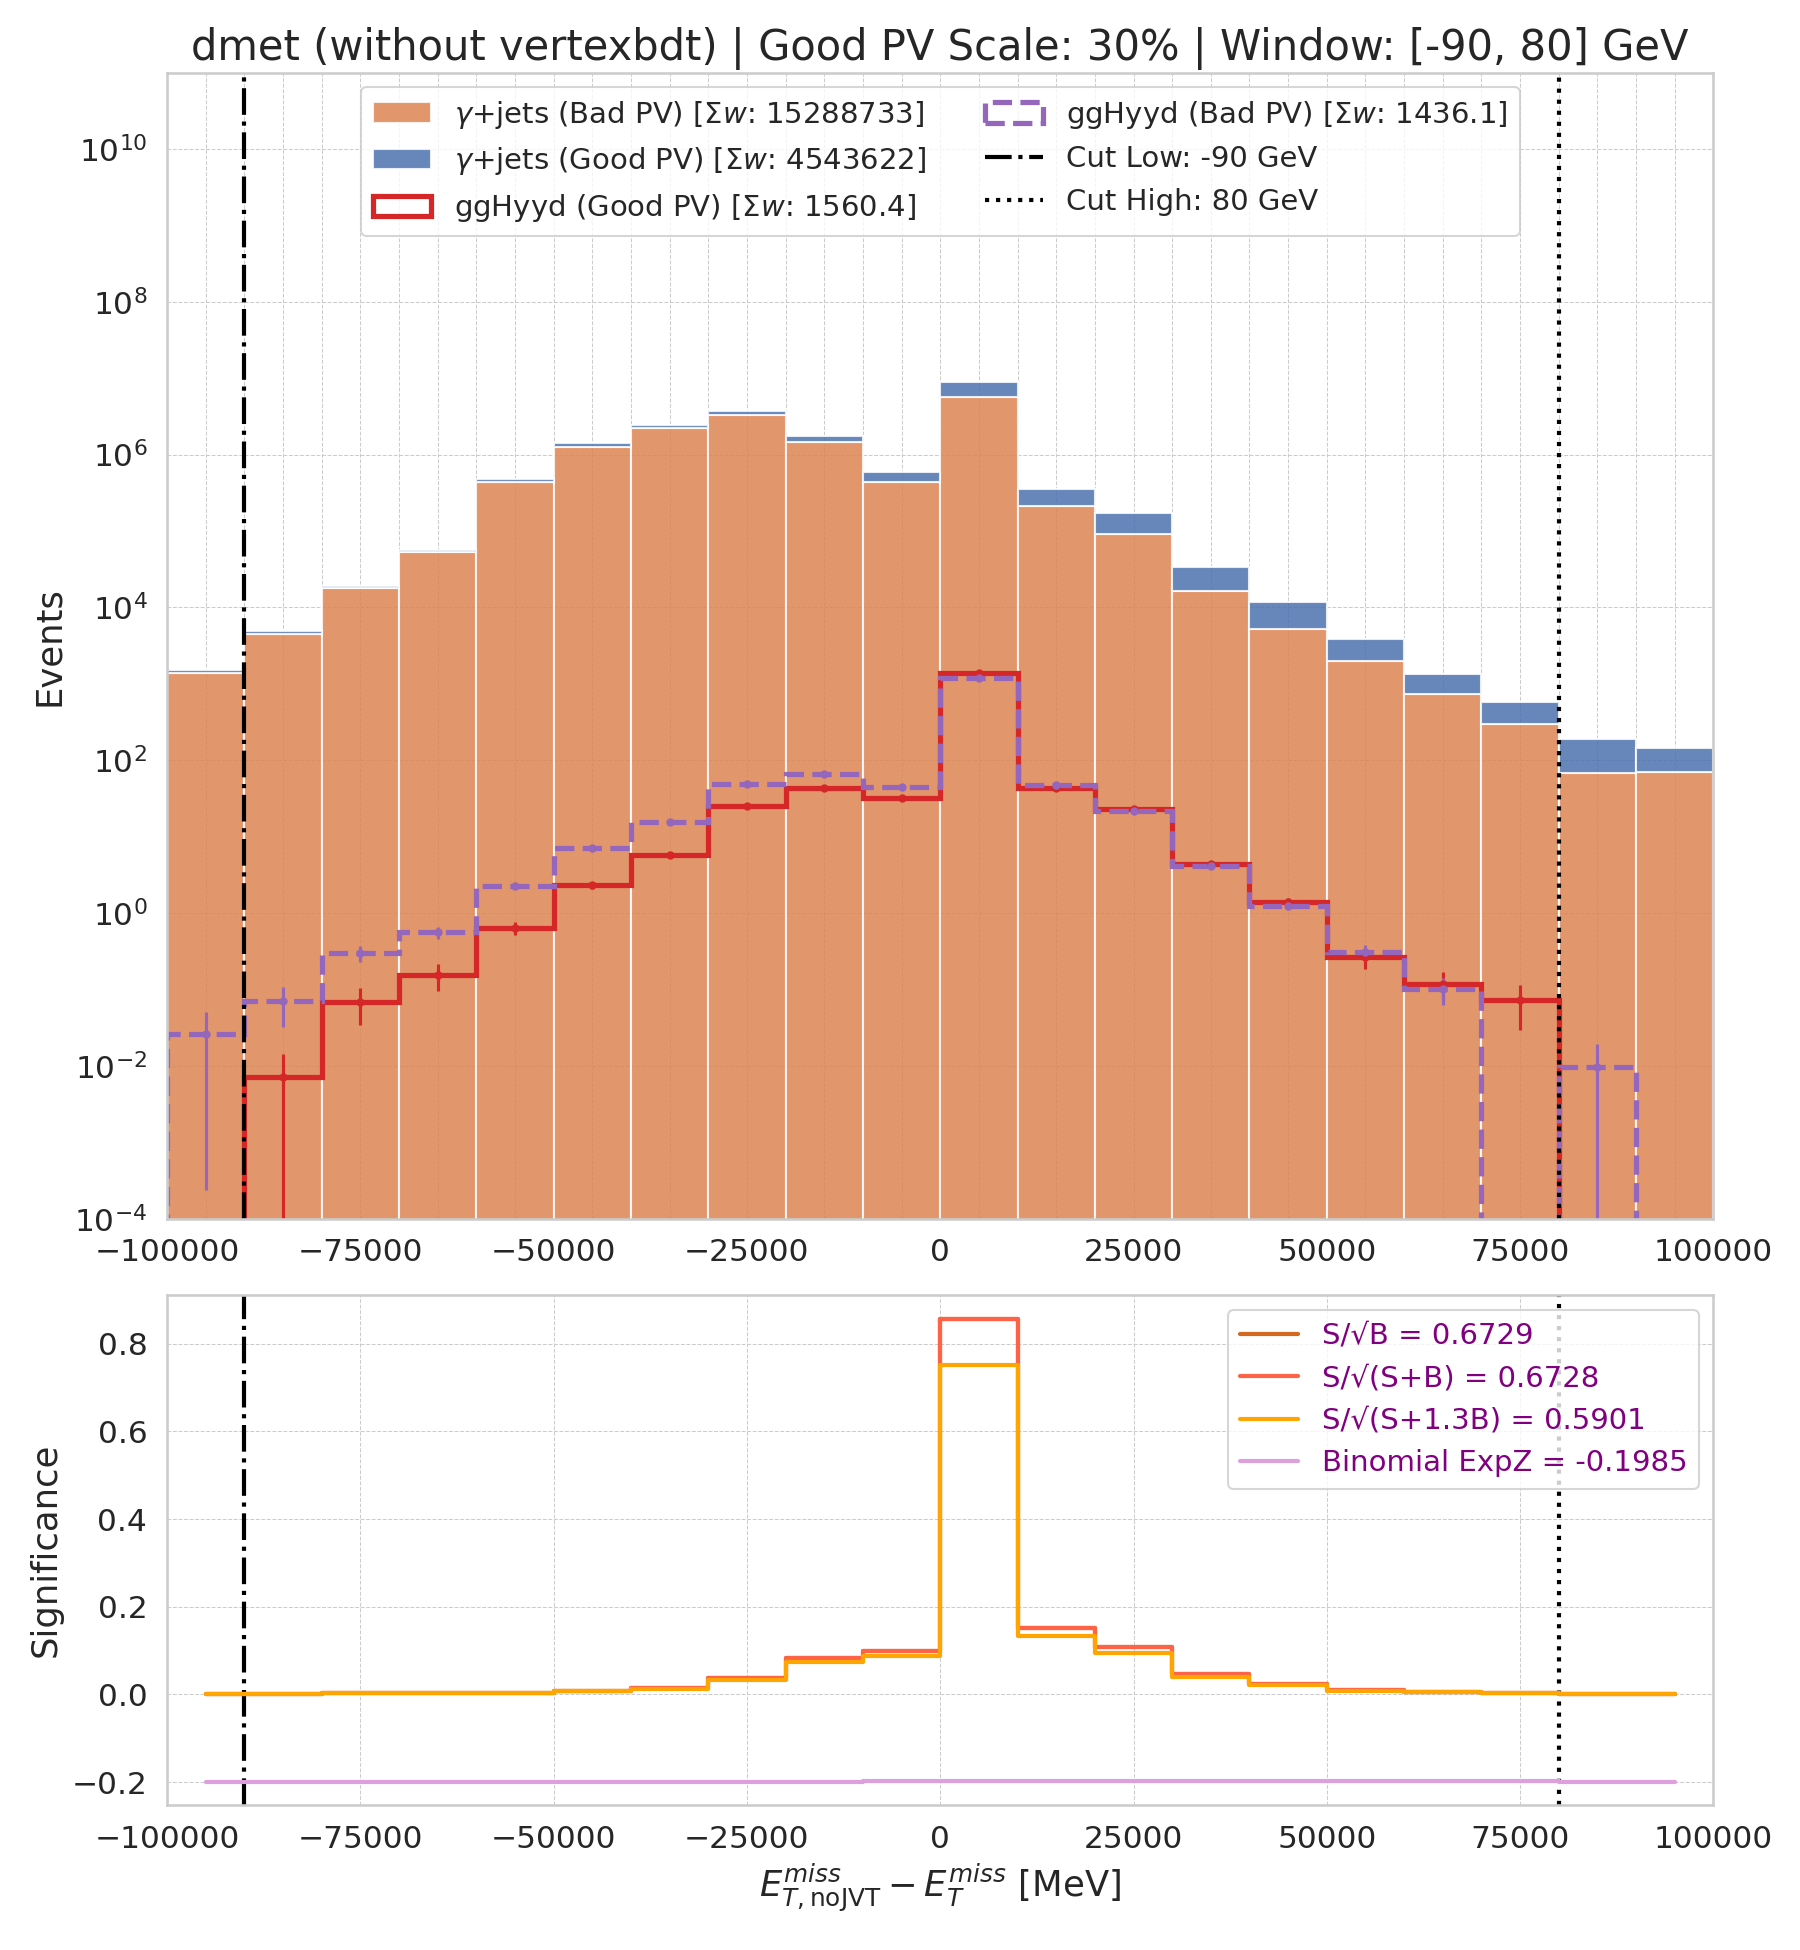 dmet (without vertexbdt) | Good PV Scale: 30% | Window: [-90, 80] GeV
γ+jets (Bad PV) [Σw: 15288733]
γ+jets (Good PV) [Σw: 4543622]
ggHyyd (Good PV) [Σw: 1560.4]
ggHyyd (Bad PV) [Σw: 1436.1]
Cut Low: -90 GeV
Cut High: 80 GeV
Events
10^10
10^8
10^6
10^4
10^2
10^0
10^−2
10^−4
−100000 −75000 −50000 −25000 0 25000 50000 75000 100000
Significance
0.8
0.6
0.4
0.2
0.0
−0.2
S/√B = 0.6729
S/√(S+B) = 0.6728
S/√(S+1.3B) = 0.5901
Binomial ExpZ = -0.1985
−100000 −75000 −50000 −25000 0 25000 50000 75000 100000
E_{T,noJVT}^{miss} − E_T^{miss} [MeV]